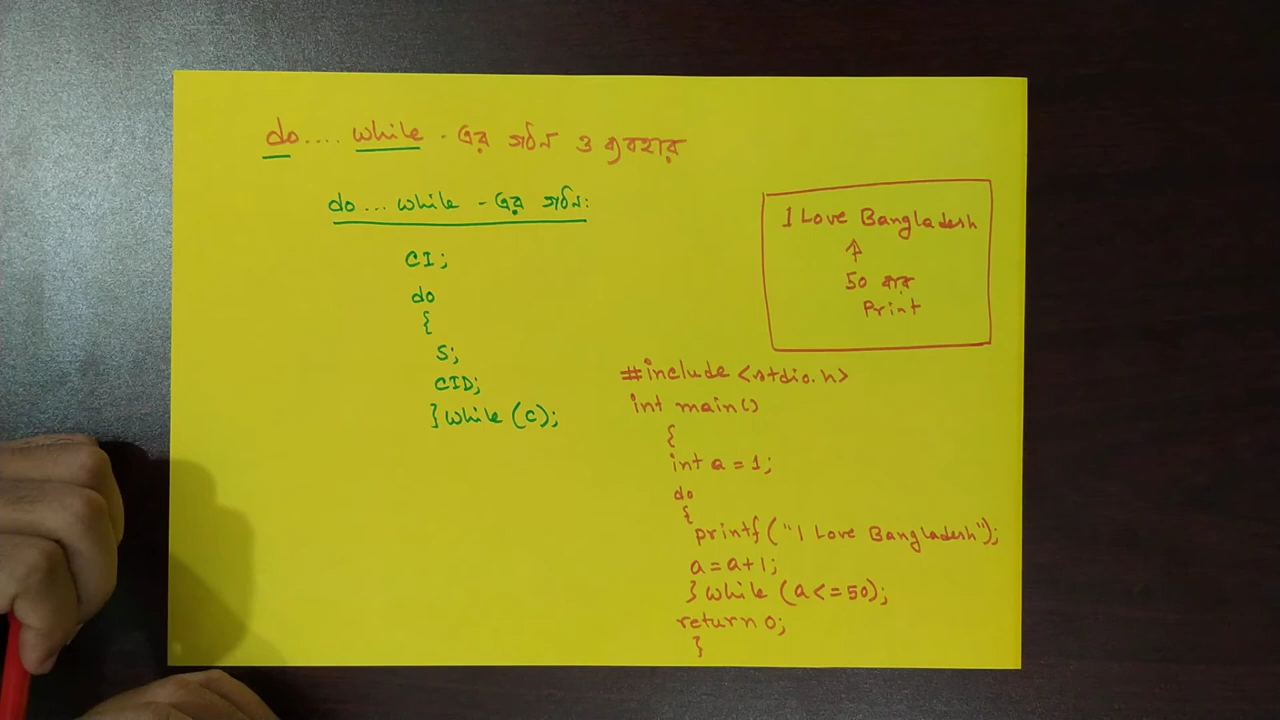 do.... while - এর গঠন ও ব্যবহার
do... while - এর গঠন:
CI;
do
{
S;
CID;
} while (C);
I Love Bangladesh
↑
50 বার
Print
#include <stdio.h>
int main()
{
int a = 1;
do
{
printf("I Love Bangladesh");
a = a+1;
} while (a<=50);
return 0;
}